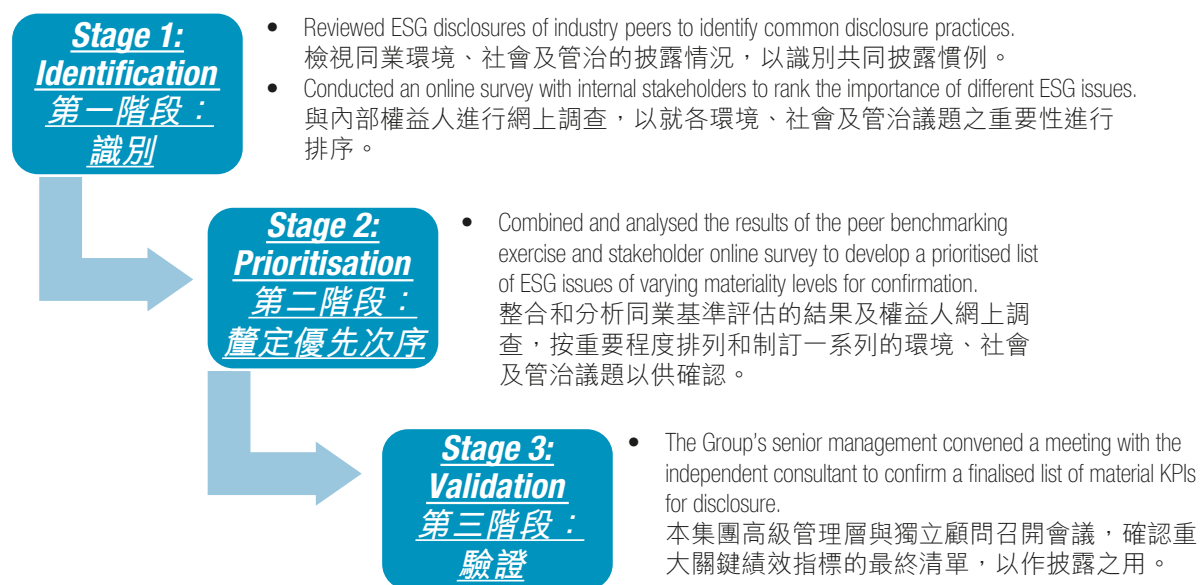 Stage 1:
Identification
第一階段：
識別
• Reviewed ESG disclosures of industry peers to identify common disclosure practices.
檢視同業環境、社會及管治的披露情況，以識別共同披露慣例。
• Conducted an online survey with internal stakeholders to rank the importance of different ESG issues.
與內部權益人進行網上調查，以就各環境、社會及管治議題之重要性進行
排序。
Stage 2:
Prioritisation
第二階段：
釐定優先次序
• Combined and analysed the results of the peer benchmarking
exercise and stakeholder online survey to develop a prioritised list
of ESG issues of varying materiality levels for confirmation.
整合和分析同業基準評估的結果及權益人網上調
查，按重要程度排列和制訂一系列的環境、社會
及管治議題以供確認。
Stage 3:
Validation
第三階段：
驗證
• The Group's senior management convened a meeting with the
independent consultant to confirm a finalised list of material KPIs
for disclosure.
本集團高級管理層與獨立顧問召開會議，確認重
大關鍵績效指標的最終清單，以作披露之用。